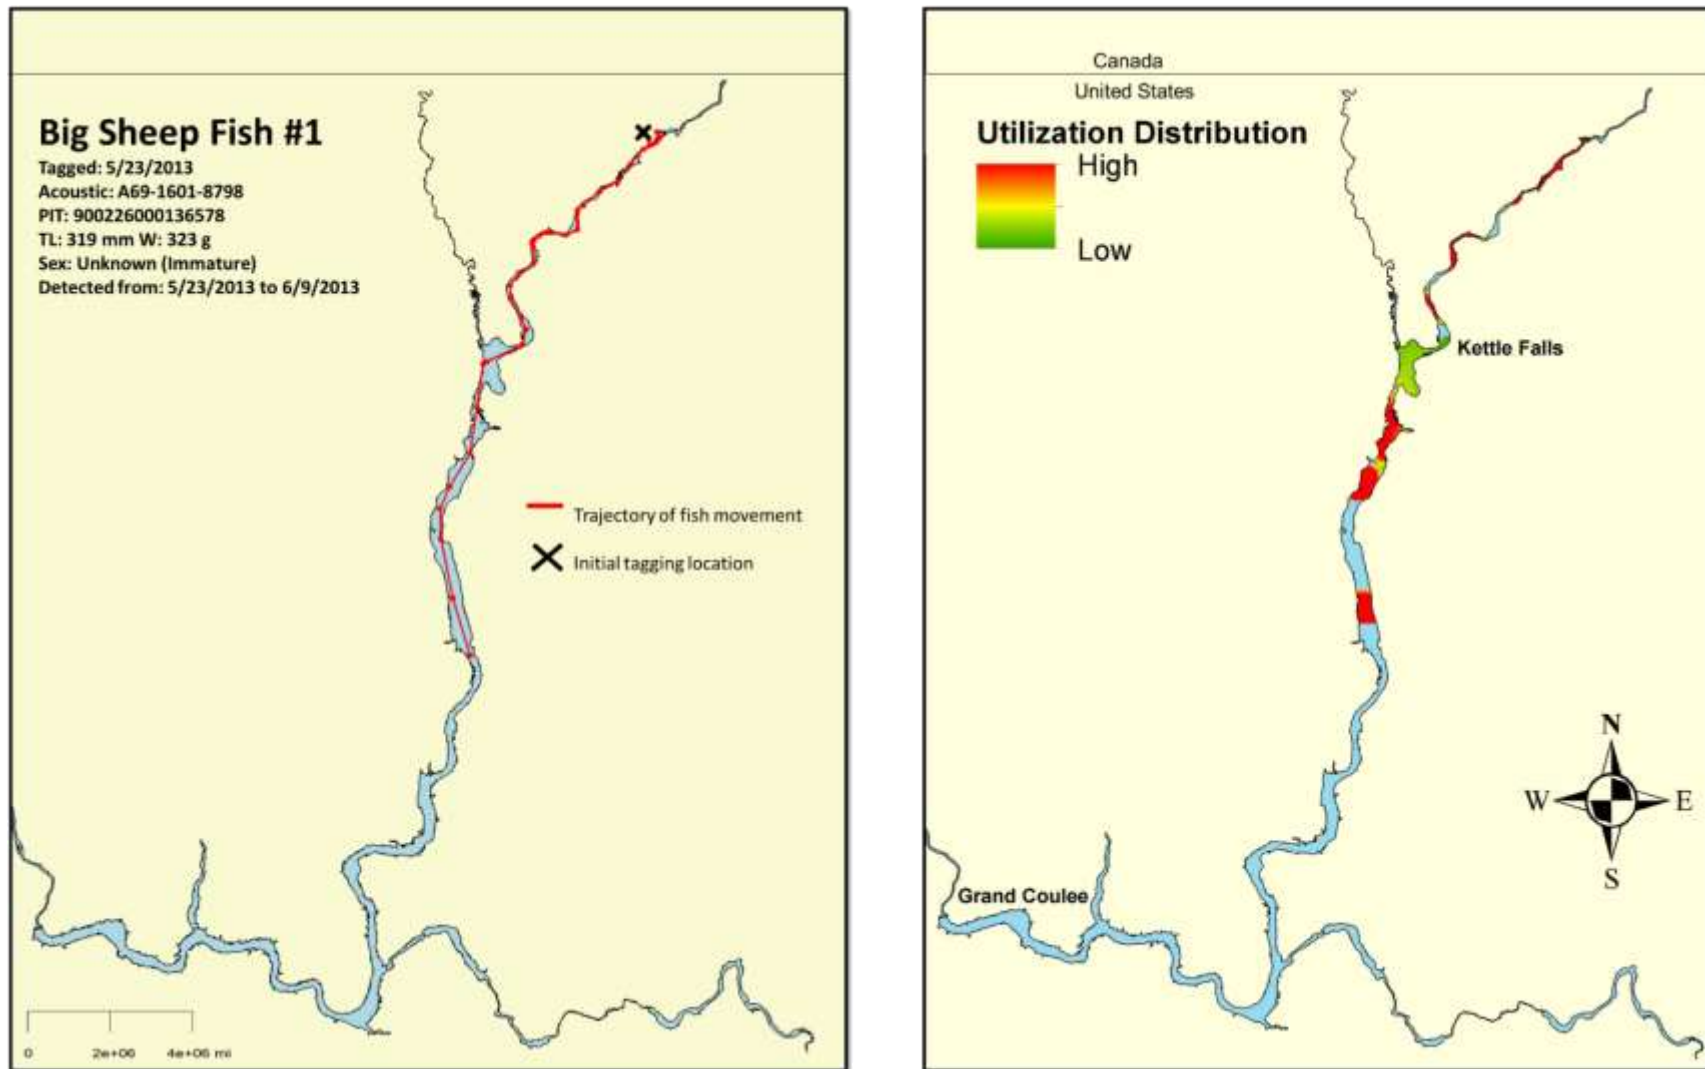 Big Sheep Fish #1
Tagged: 5/23/2013
Acoustic: A69-1601-8798
PIT: 900226000136578
TL: 319 mm W: 323 g
Sex: Unknown (Immature)
Detected from: 5/23/2013 to 6/9/2013
Trajectory of fish movement
Initial tagging location
0 2e+06 4e+06 mi
Canada
United States
Utilization Distribution
High
Low
Kettle Falls
Grand Coulee
N
W E
S